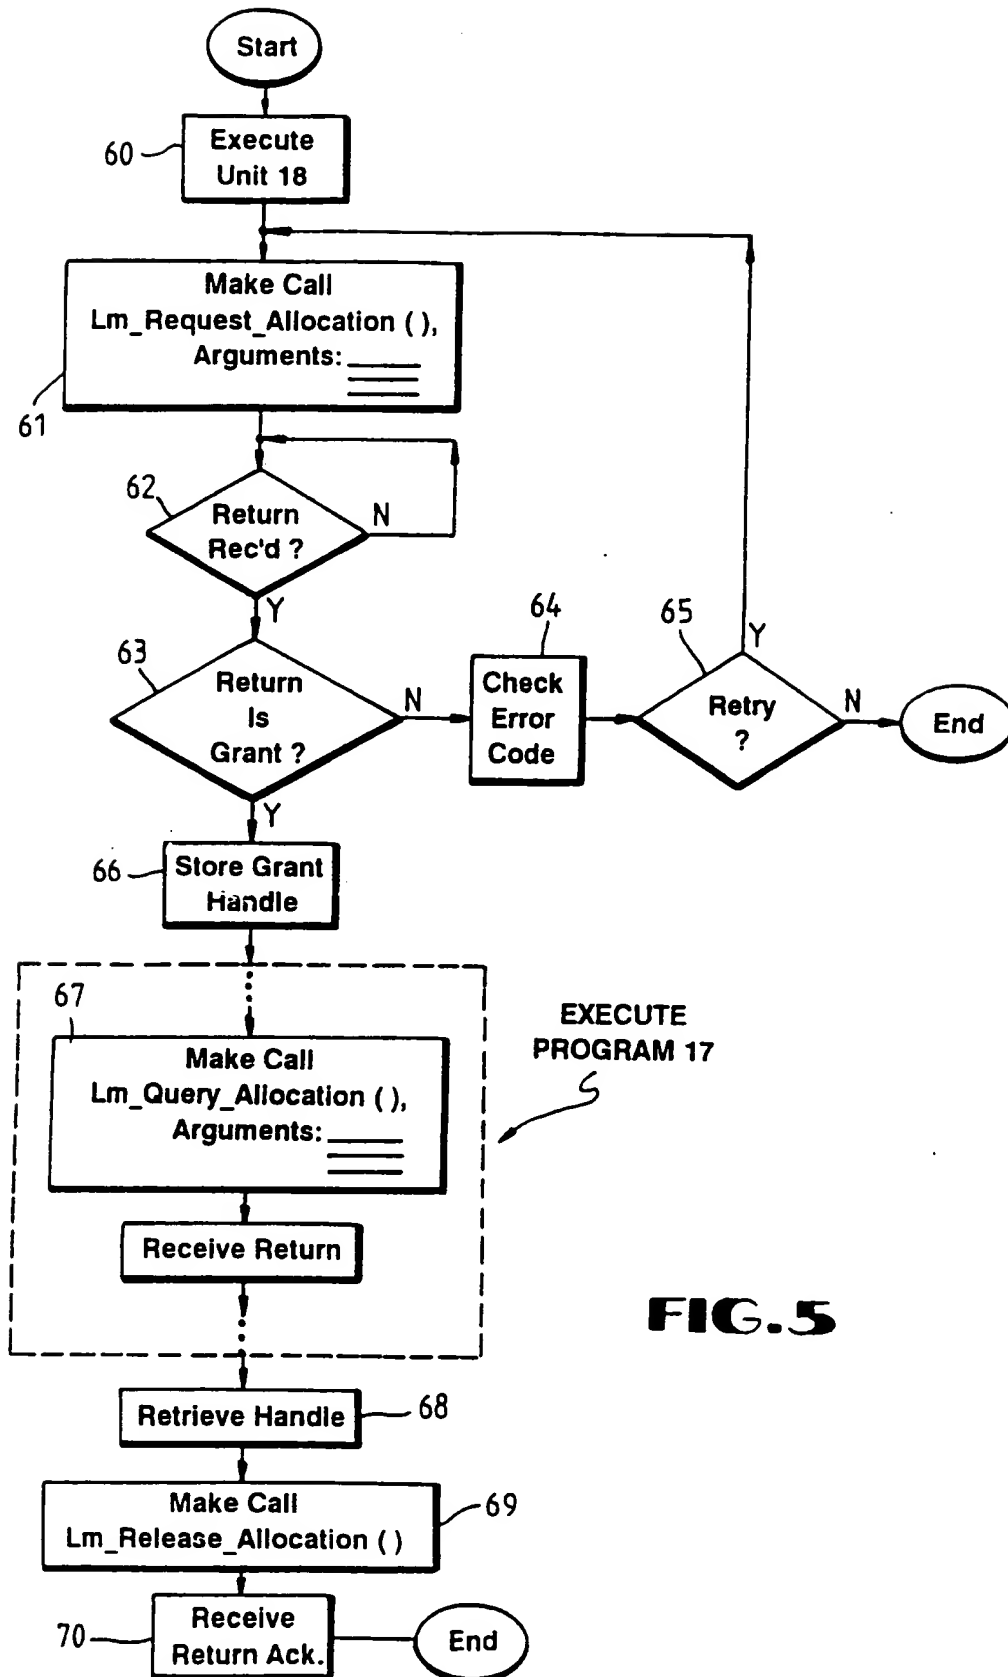 Start
60
Execute
Unit 18
Make Call
Lm_Request_Allocation ( ),
Arguments:
61
62
Return
Rec'd ?
N
Y
63
Return
Is
Grant ?
N
Y
64
Check
Error
Code
65
Retry
?
Y
N
End
66
Store Grant
Handle
67
Make Call
Lm_Query_Allocation ( ),
Arguments:
Receive Return
EXECUTE
PROGRAM 17
FIG.5
Retrieve Handle
68
Make Call
Lm_Release_Allocation ( )
69
70
Receive
Return Ack.
End